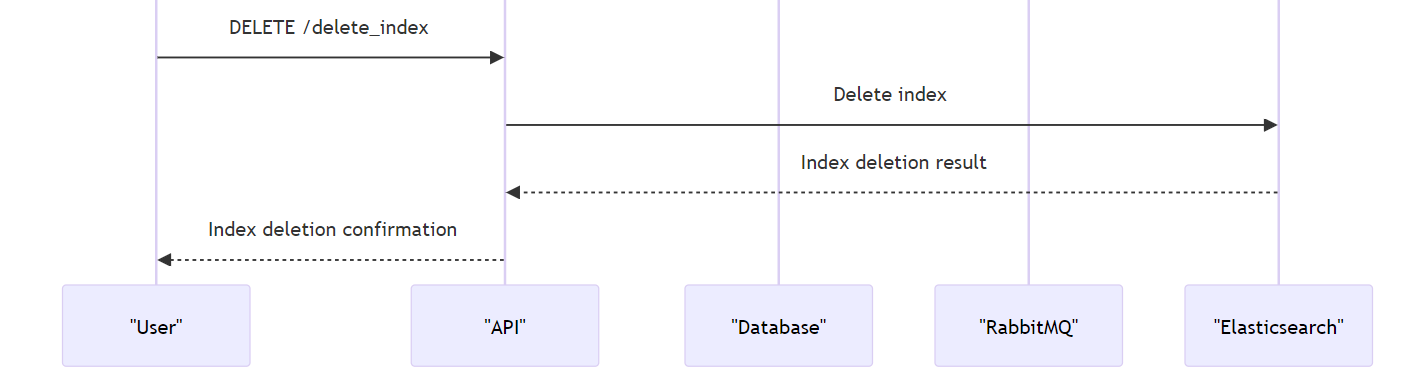 DELETE /delete_index
Delete index
Index deletion result
Index deletion confirmation
"User"
"API"
"Database"
"RabbitMQ"
"Elasticsearch"